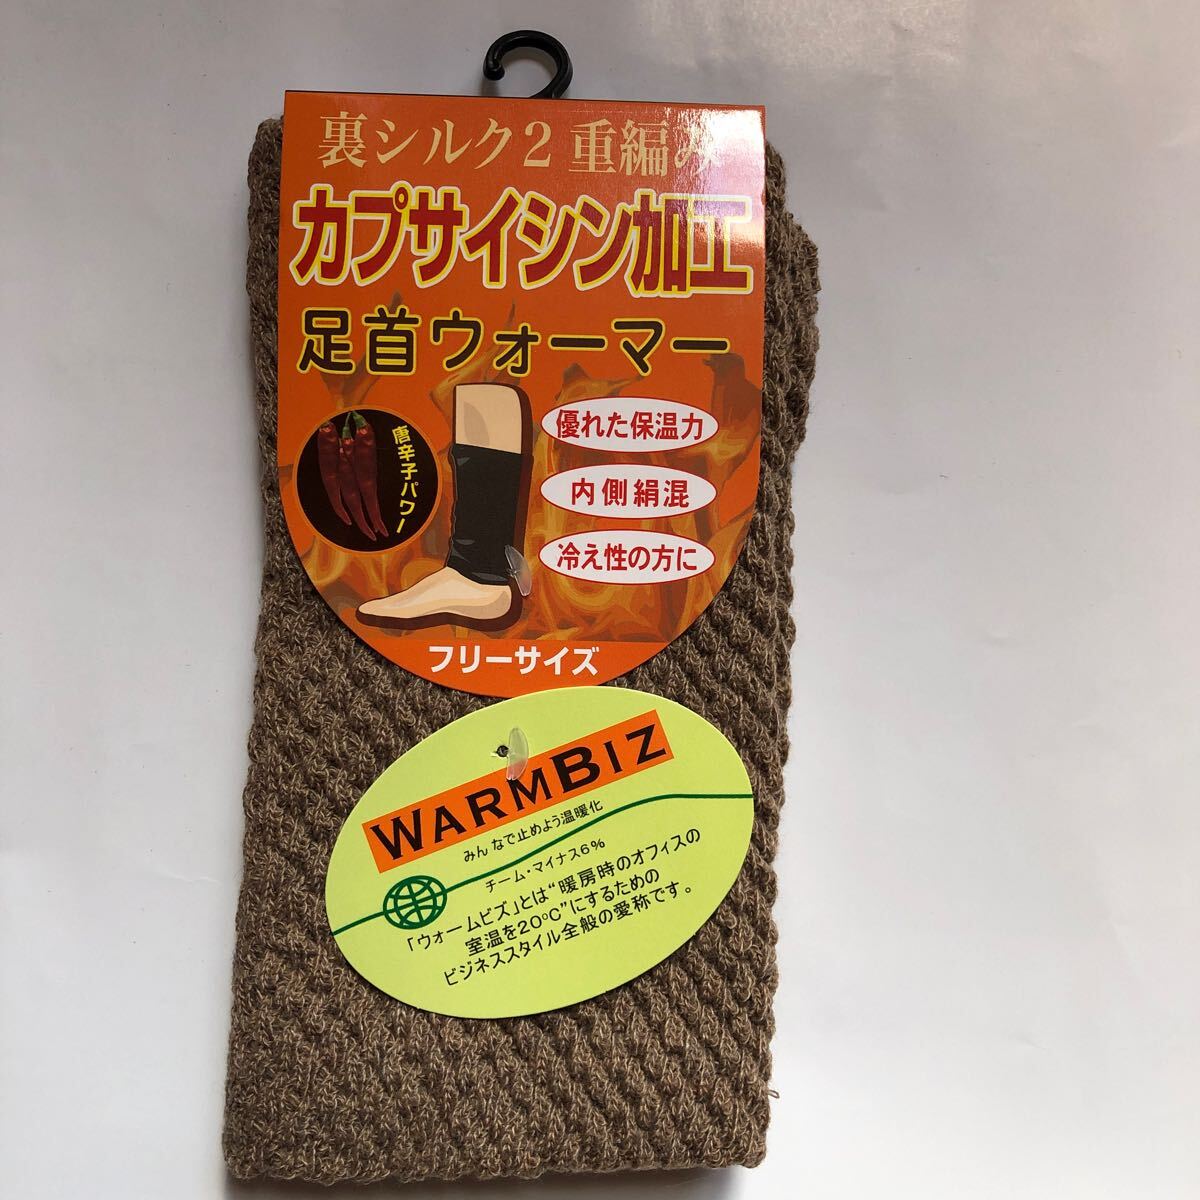 裏シルク2重編み
カプサイシン加工
足首ウォーマー
唐辛子パワー
優れた保温力
内側絹混
冷え性の方に
フリーサイズ
WARMBIZ
みんなで止めよう温暖化
チーム・マイナス6%
「ウォームビズ」とは“暖房時のオフィスの
室温を20℃”にするための
ビジネススタイル全般の愛称です。